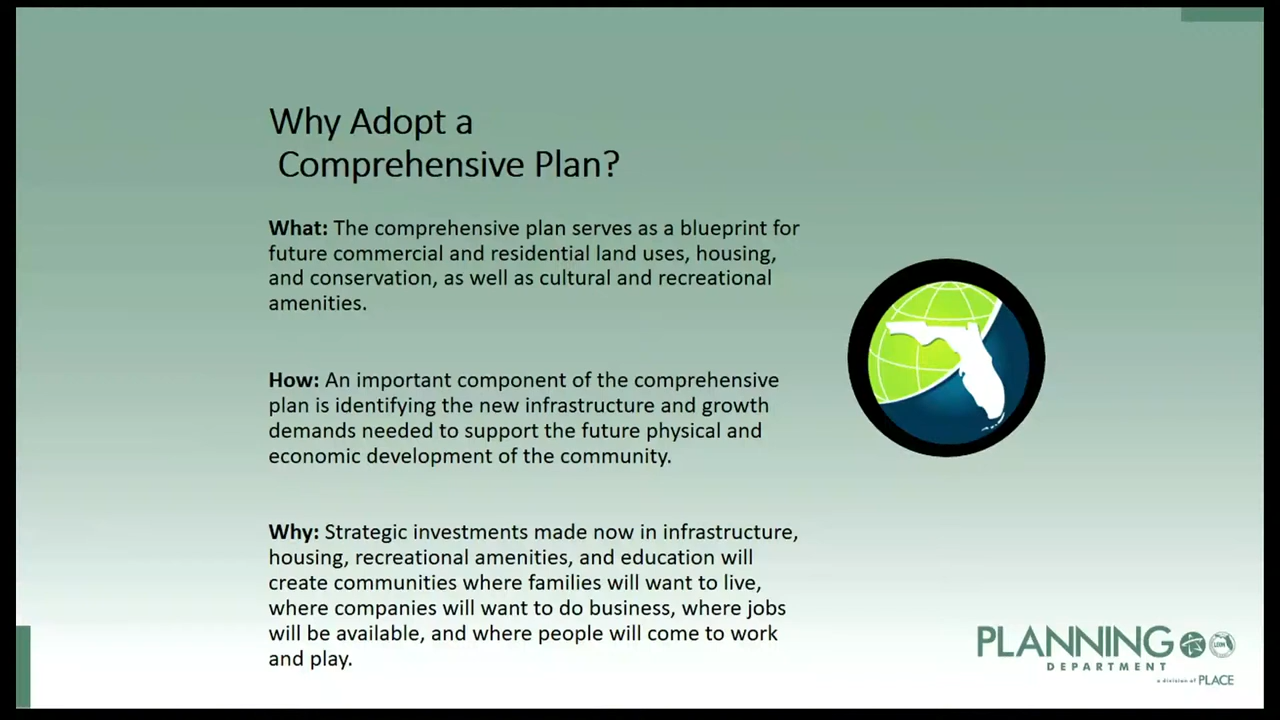 Why Adopt a
Comprehensive Plan?
What: The comprehensive plan serves as a blueprint for
future commercial and residential land uses, housing,
and conservation, as well as cultural and recreational
amenities.
How: An important component of the comprehensive
plan is identifying the new infrastructure and growth
demands needed to support the future physical and
economic development of the community.
Why: Strategic investments made now in infrastructure,
housing, recreational amenities, and education will
create communities where families will want to live,
where companies will want to do business, where jobs
will be available, and where people will come to work
and play.
PLANNING
DEPARTMENT
a division of PLACE